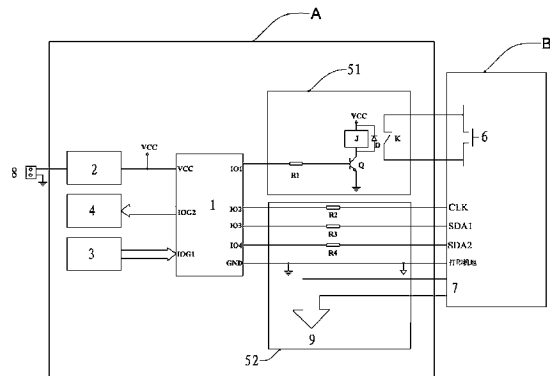 A
B
51
VCC
J
D
K
6
Q
R1
8
2
VCC
VCC
IO1
4
IOG2
1
IO2
R2
CLK
IO3
R3
SDA1
3
IOG1
IO4
R4
SDA2
GND
打印机地
7
9
52